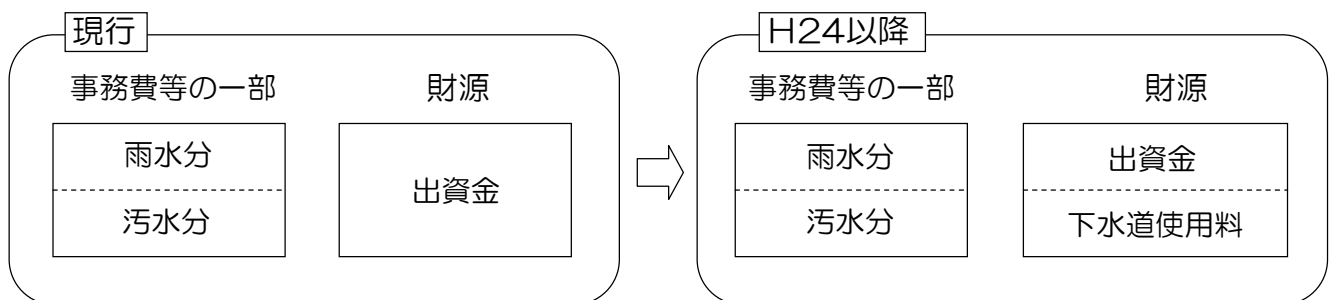 現行
事務費等の一部
財源
雨水分
汚水分
出資金
H24以降
事務費等の一部
財源
雨水分
汚水分
出資金
下水道使用料